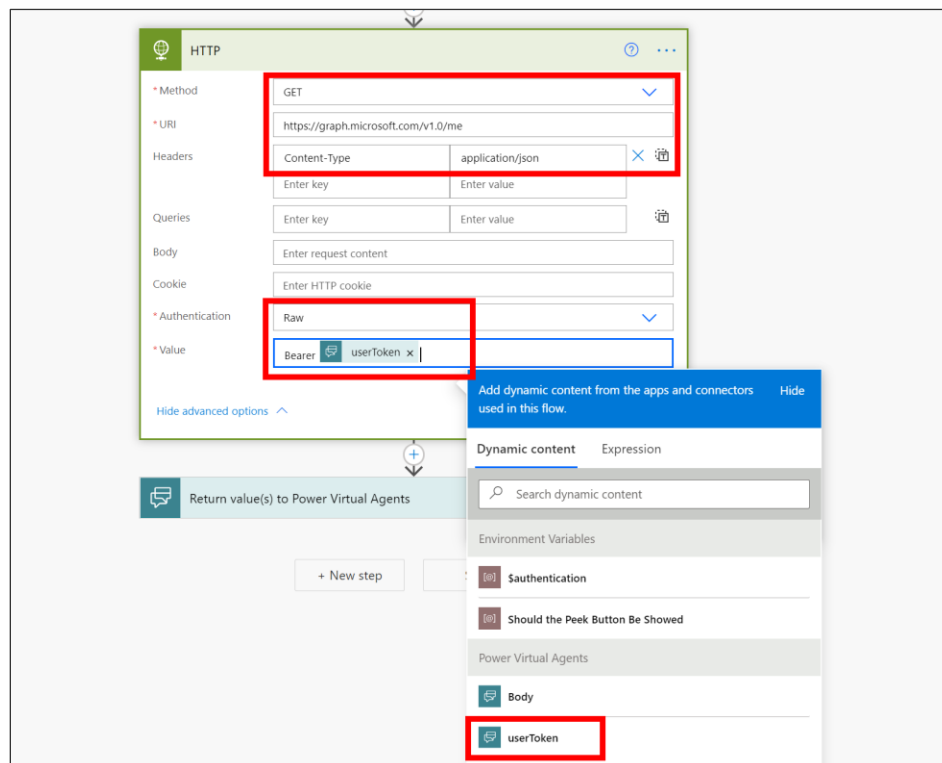 HTTP
* Method
GET
* URI
https://graph.microsoft.com/v1.0/me
Headers
Content-Type
application/json
Enter key
Enter value
Queries
Enter key
Enter value
Body
Enter request content
Cookie
Enter HTTP cookie
* Authentication
Raw
* Value
Bearer userToken ×
Hide advanced options
Add dynamic content from the apps and connectors
used in this flow.
Hide
Dynamic content
Expression
Search dynamic content
Environment Variables
$authentication
Should the Peek Button Be Showed
Power Virtual Agents
Body
userToken
Return value(s) to Power Virtual Agents
+ New step